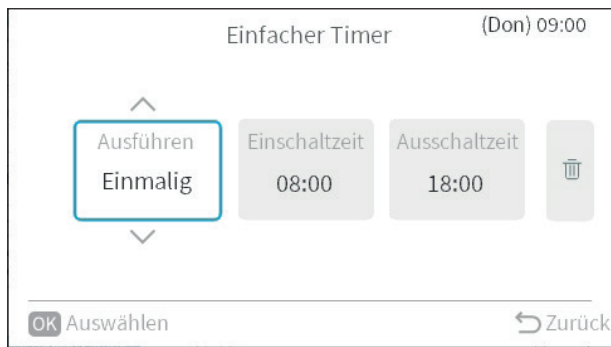 Einfacher Timer
(Don) 09:00
Ausführen
Einmalig
Einschaltzeit
08:00
Ausschaltzeit
18:00
OK Auswählen
Zurück